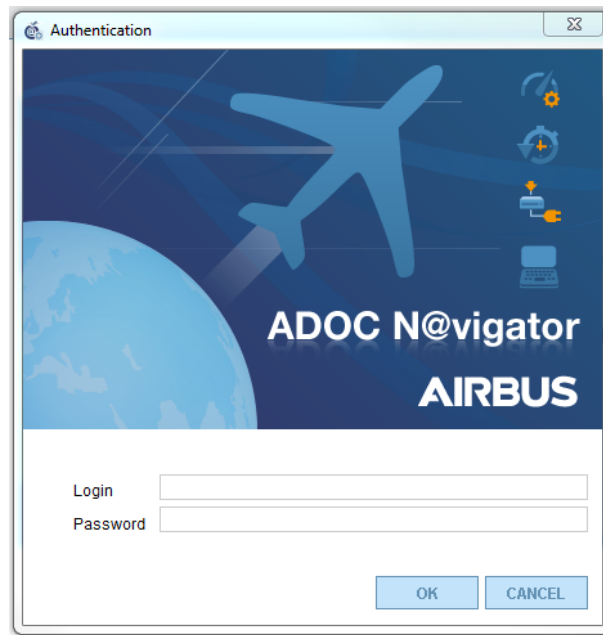 Authentication
ADOC N@vigator
AIRBUS
Login
Password
OK
CANCEL